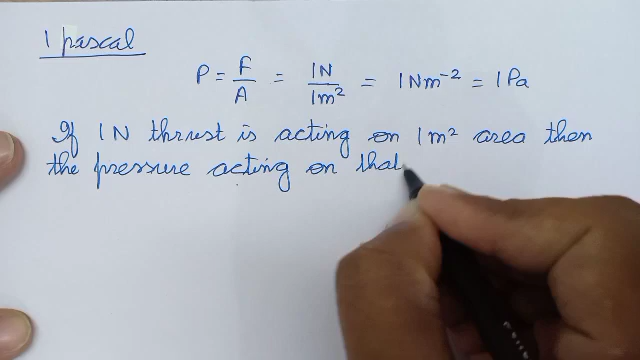 1 pascal
P = F/A = 1N/1m² = 1Nm⁻² = 1Pa
If 1N thrust is acting on 1m² area then
the pressure acting on that